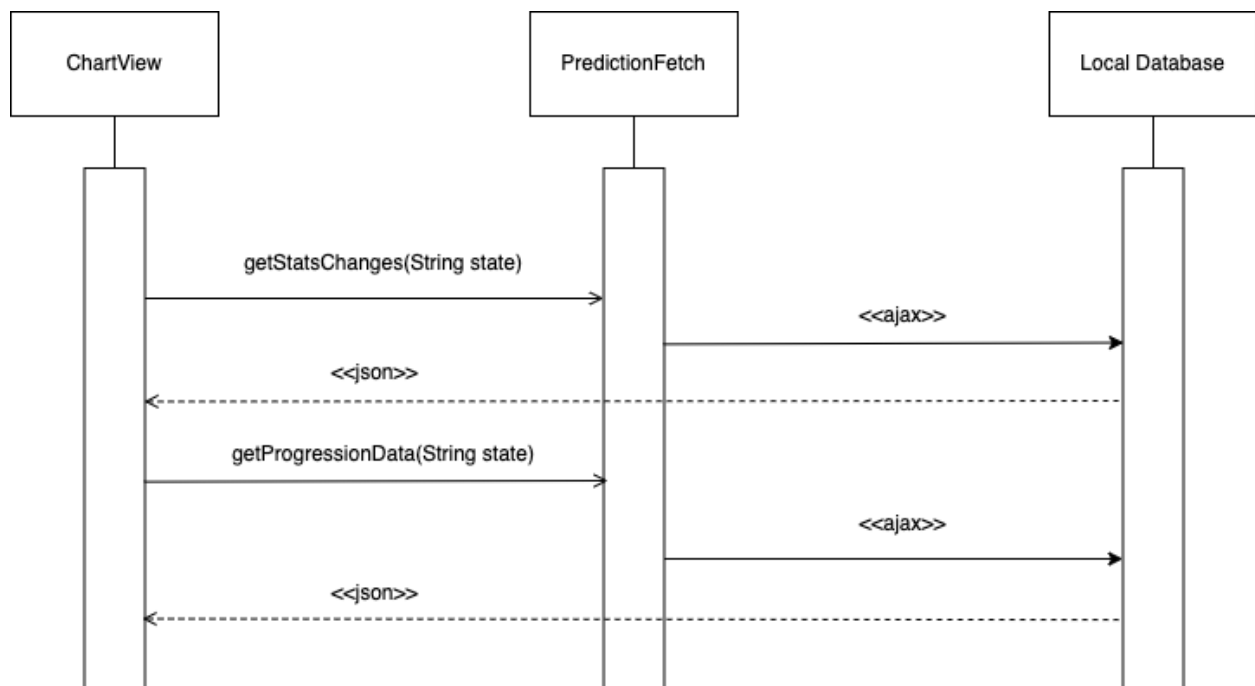 ChartView
PredictionFetch
Local Database
getStatsChanges(String state)
<<ajax>>
<<json>>
getProgressionData(String state)
<<ajax>>
<<json>>